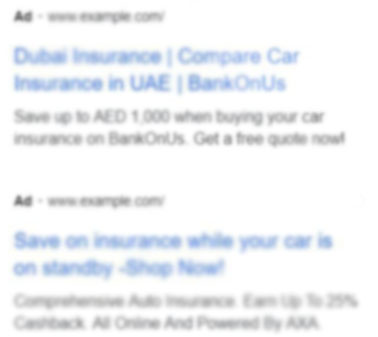 Ad · www.example.com/
Dubai Insurance | Compare Car
Insurance in UAE | BankOnUs
Save up to AED 1,000 when buying your car
insurance on BankOnUs. Get a free quote now!
Ad · www.example.com/
Save on insurance while your car is
on standby -Shop Now!
Comprehensive Auto Insurance. Earn Up To 25%
Cashback. All Online And Powered By AXA.